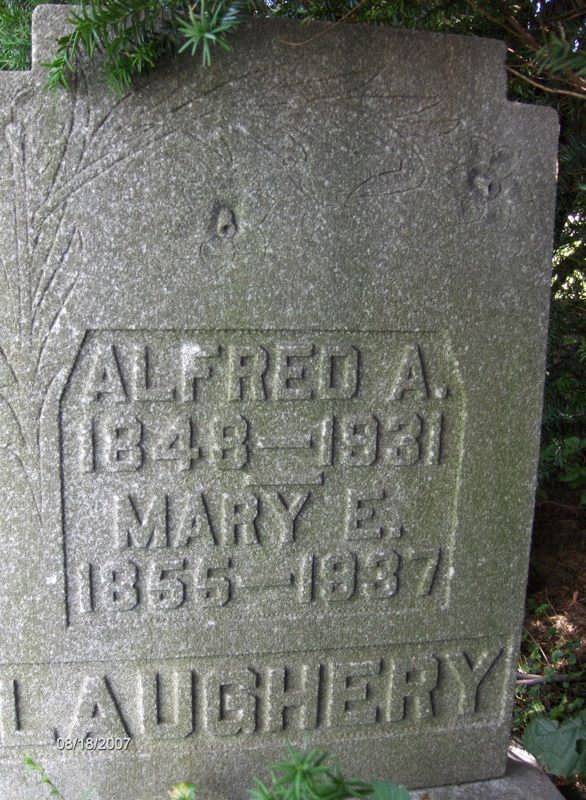 ALFRED A.
1848—1931
MARY E.
1855—1937
LAUGHERY
08/18/2007